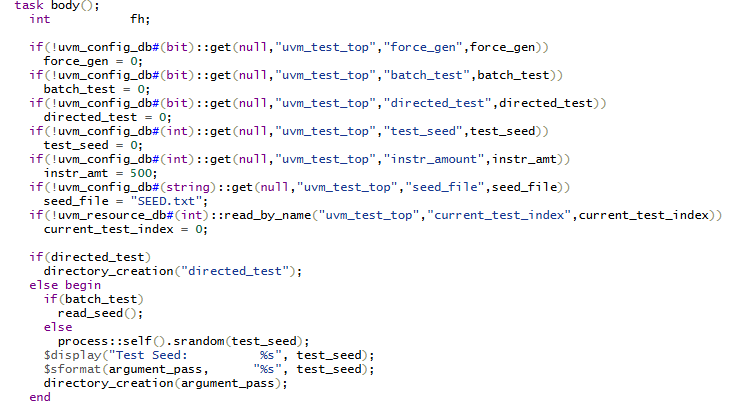 task body();
  int           fh;

  if(!uvm_config_db#(bit)::get(null,"uvm_test_top","force_gen",force_gen))
    force_gen = 0;
  if(!uvm_config_db#(bit)::get(null,"uvm_test_top","batch_test",batch_test))
    batch_test = 0;
  if(!uvm_config_db#(bit)::get(null,"uvm_test_top","directed_test",directed_test))
    directed_test = 0;
  if(!uvm_config_db#(int)::get(null,"uvm_test_top","test_seed",test_seed))
    test_seed = 0;
  if(!uvm_config_db#(int)::get(null,"uvm_test_top","instr_amount",instr_amt))
    instr_amt = 500;
  if(!uvm_config_db#(string)::get(null,"uvm_test_top","seed_file",seed_file))
    seed_file = "SEED.txt";
  if(!uvm_resource_db#(int)::read_by_name("uvm_test_top","current_test_index",current_test_index))
    current_test_index = 0;

  if(directed_test)
    directory_creation("directed_test");
  else begin
    if(batch_test)
      read_seed();
    else
      process::self().srandom(test_seed);
    $display("Test Seed:          %s", test_seed);
    $sformat(argument_pass,      "%s", test_seed);
    directory_creation(argument_pass);
  end